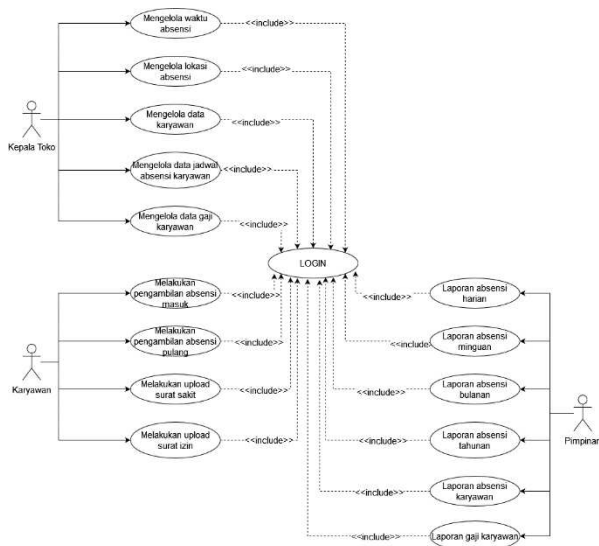 Mengelola waktu
absensi
<<include>>
Mengelola lokasi
absensi
<<include>>
Mengelola data
karyawan
<<include>>
Kepala Toko
Mengelola data jadwal
absensi karyawan
<<include>>
Mengelola data gaji
karyawan
<<include>>
LOGIN
Melakukan
pengambilan absensi
masuk
<<include>>
Melakukan
pengambilan absensi
pulang
<<include>>
Karyawan
Melakukan upload
surat sakit
<<include>>
Melakukan upload
surat izin
<<include>>
<<include>>
Laporan absensi
harian
<<include>>
Laporan absensi
minguan
<<include>>
Laporan absensi
bulanan
<<include>>
Laporan absensi
tahunan
Pimpinan
<<include>>
Laporan absensi
karyawan
<<include>>
Laporan gaji karyawan